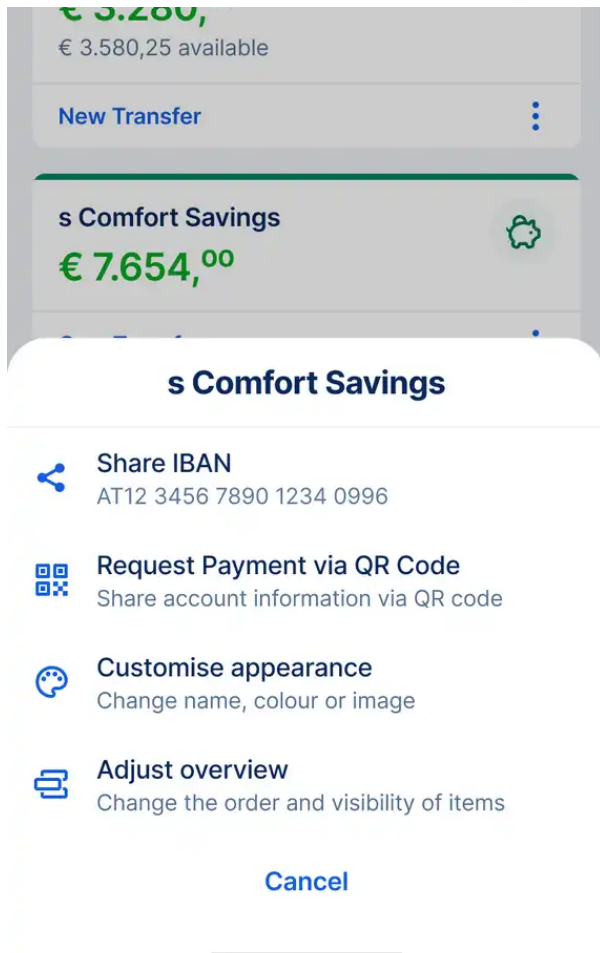 € 3.280,
€ 3.580,25 available
New Transfer
s Comfort Savings
€ 7.654,00
s Comfort Savings
Share IBAN
AT12 3456 7890 1234 0996
Request Payment via QR Code
Share account information via QR code
Customise appearance
Change name, colour or image
Adjust overview
Change the order and visibility of items
Cancel